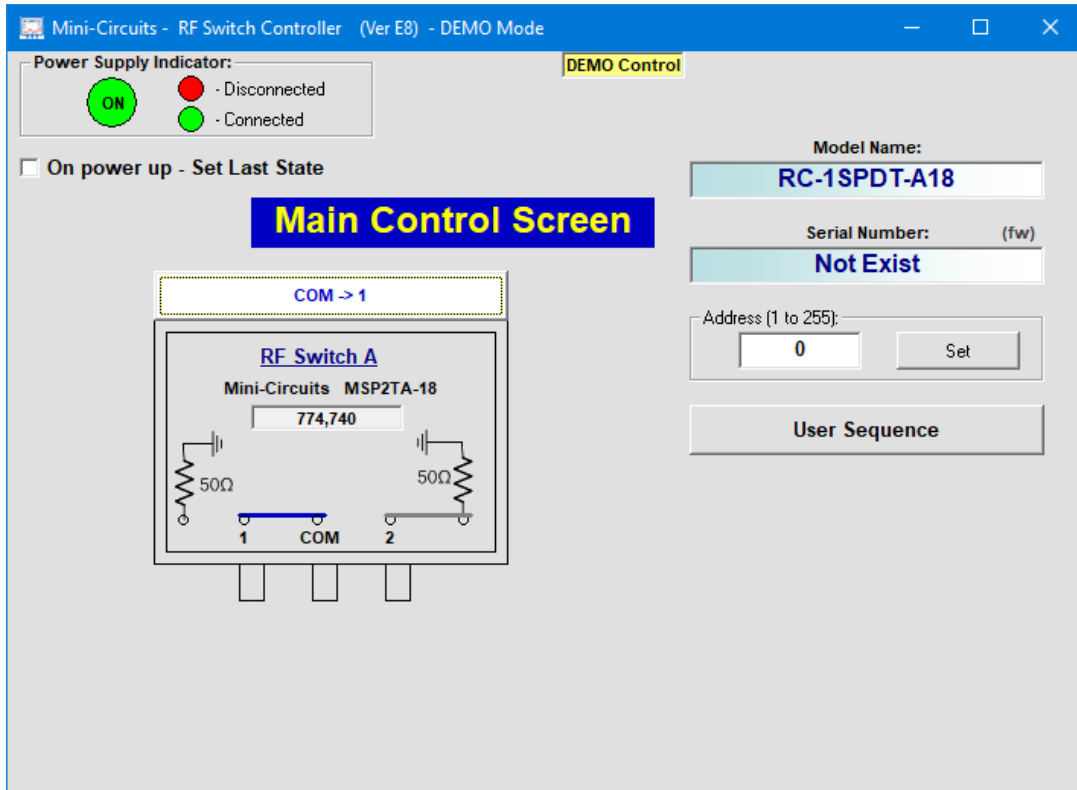 Mini-Circuits - RF Switch Controller (Ver E8) - DEMO Mode
Power Supply Indicator:
ON
- Disconnected
- Connected
DEMO Control
On power up - Set Last State
Main Control Screen
Model Name:
RC-1SPDT-A18
Serial Number: (fw)
Not Exist
Address (1 to 255):
0 Set
User Sequence
COM -> 1
RF Switch A
Mini-Circuits MSP2TA-18
774,740
50Ω 50Ω
1 COM 2